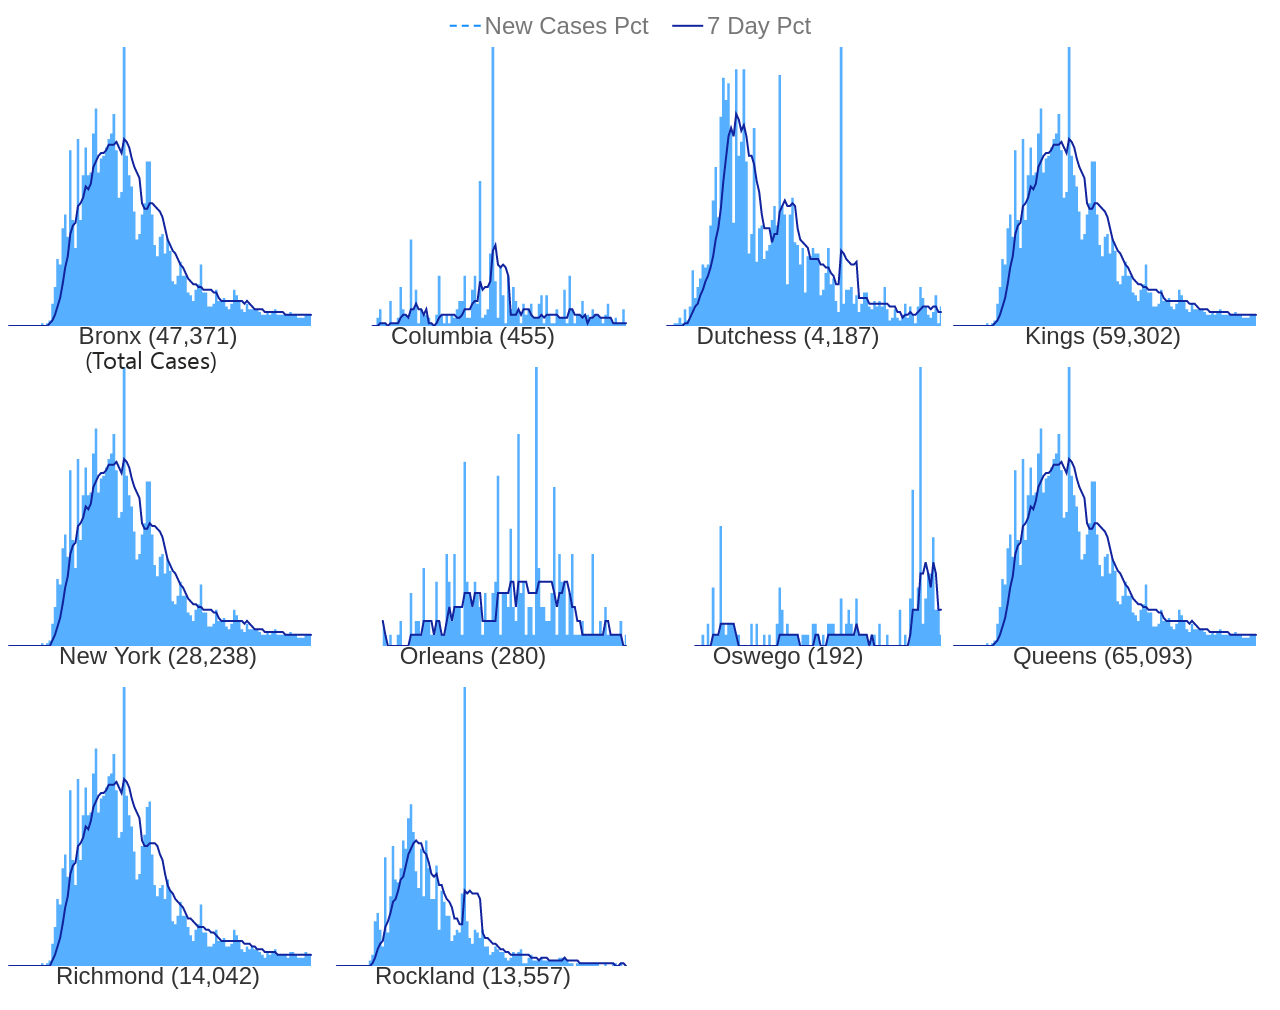 New Cases Pct 7 Day Pct
Bronx (47,371) Columbia (455) Dutchess (4,187) Kings (59,302)
(Total Cases)
New York (28,238) Orleans (280) Oswego (192) Queens (65,093)
Richmond (14,042) Rockland (13,557)